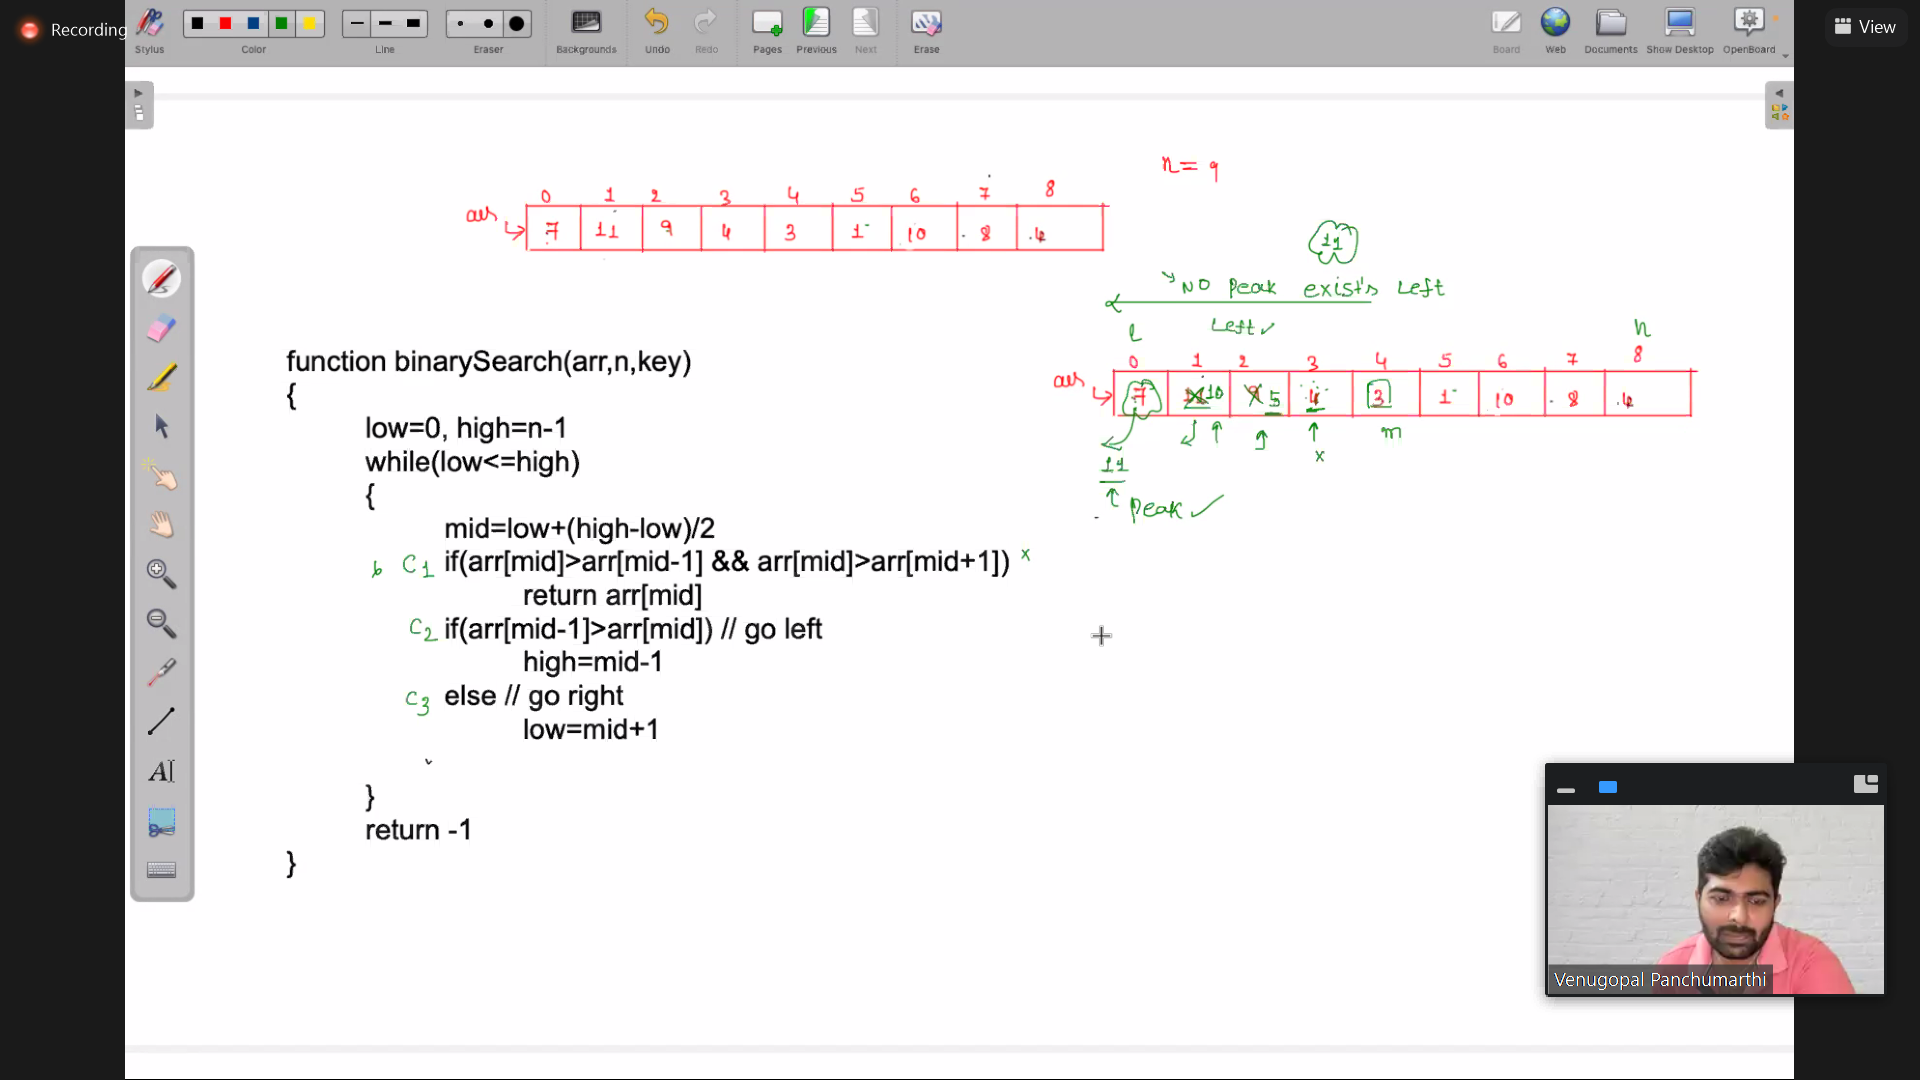 Recording
View
Stylus
Color
Line
Eraser
Backgrounds
Undo
Redo
Pages
Previous
Next
Erase
Board
Web
Documents
Show Desktop
OpenBoard
n = 9
0 1 2 3 4 5 6 7 8
arr
7 11 9 4 3 1 10 8 4
11
NO Peak exist's Left
Left ✓
l
h
0 1 2 3 4 5 6 7 8
arr
7 10 5 4 3 1 10 8 4
m
x
11
Peak ✓
function binarySearch(arr,n,key)
{
low=0, high=n-1
while(low<=high)
{
mid=low+(high-low)/2
b C1 if(arr[mid]>arr[mid-1] && arr[mid]>arr[mid+1]) x
return arr[mid]
C2 if(arr[mid-1]>arr[mid]) // go left
high=mid-1
C3 else // go right
low=mid+1
}
return -1
}
Venugopal Panchumarthi